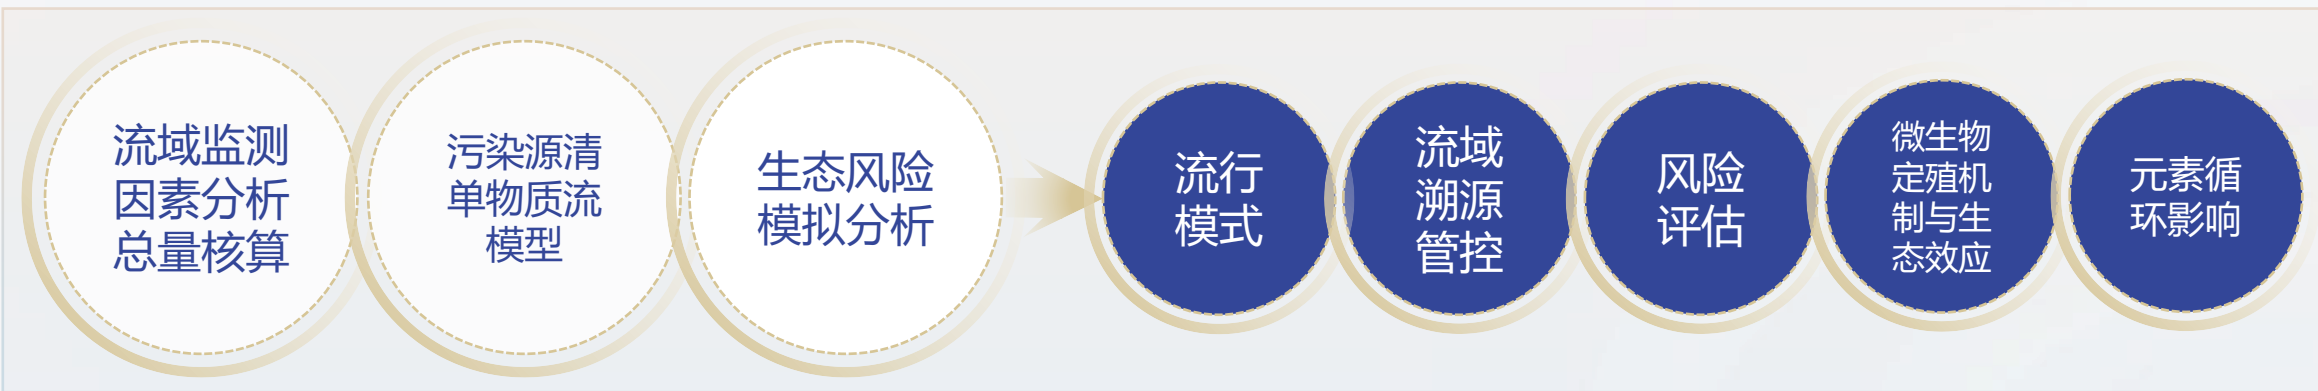 流域监测
因素分析
总量核算
污染源清
单物质流
模型
生态风险
模拟分析
流行
模式
流域
溯源
管控
风险
评估
微生物
定殖机
制与生
态效应
元素循
环影响